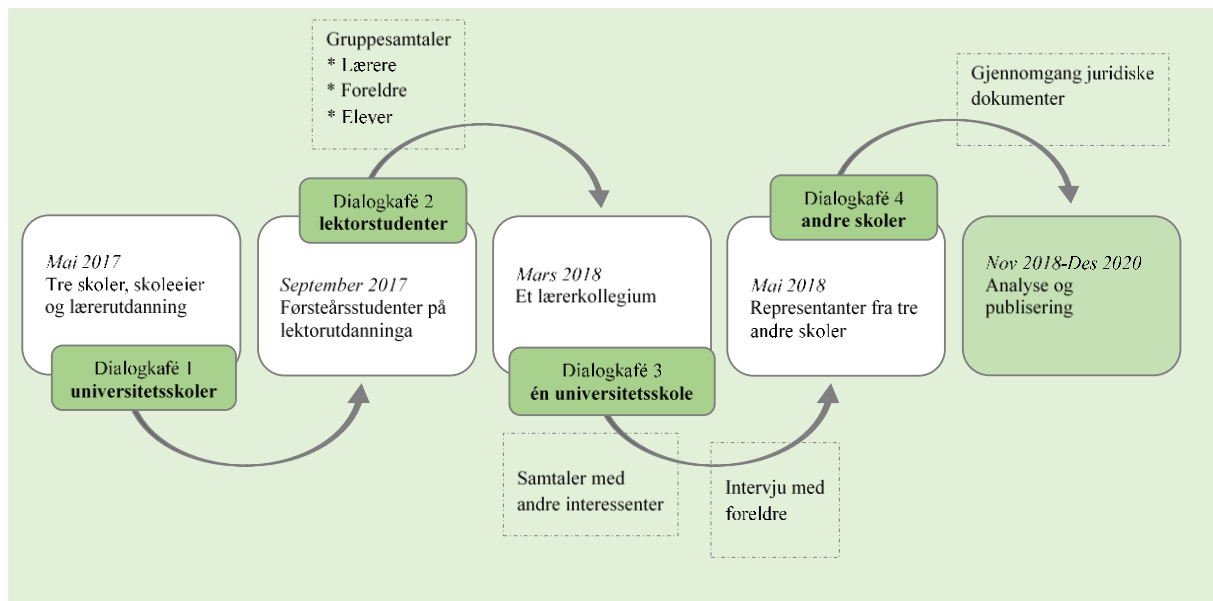 Gruppesamtaler
* Lærere
* Foreldre
* Elever
Gjennomgang juridiske
dokumenter
Mai 2017
Tre skoler, skoleeier
og lærerutdanning
Dialogkafé 1
universitetsskoler
Dialogkafé 2
lektorstudenter
September 2017
Førsteårsstudenter på
lektorutdanninga
Mars 2018
Et lærerkollegium
Dialogkafé 3
én universitetsskole
Samtaler med
andre interessenter
Intervju med
foreldre
Dialogkafé 4
andre skoler
Mai 2018
Representanter fra tre
andre skoler
Nov 2018-Des 2020
Analyse og
publisering